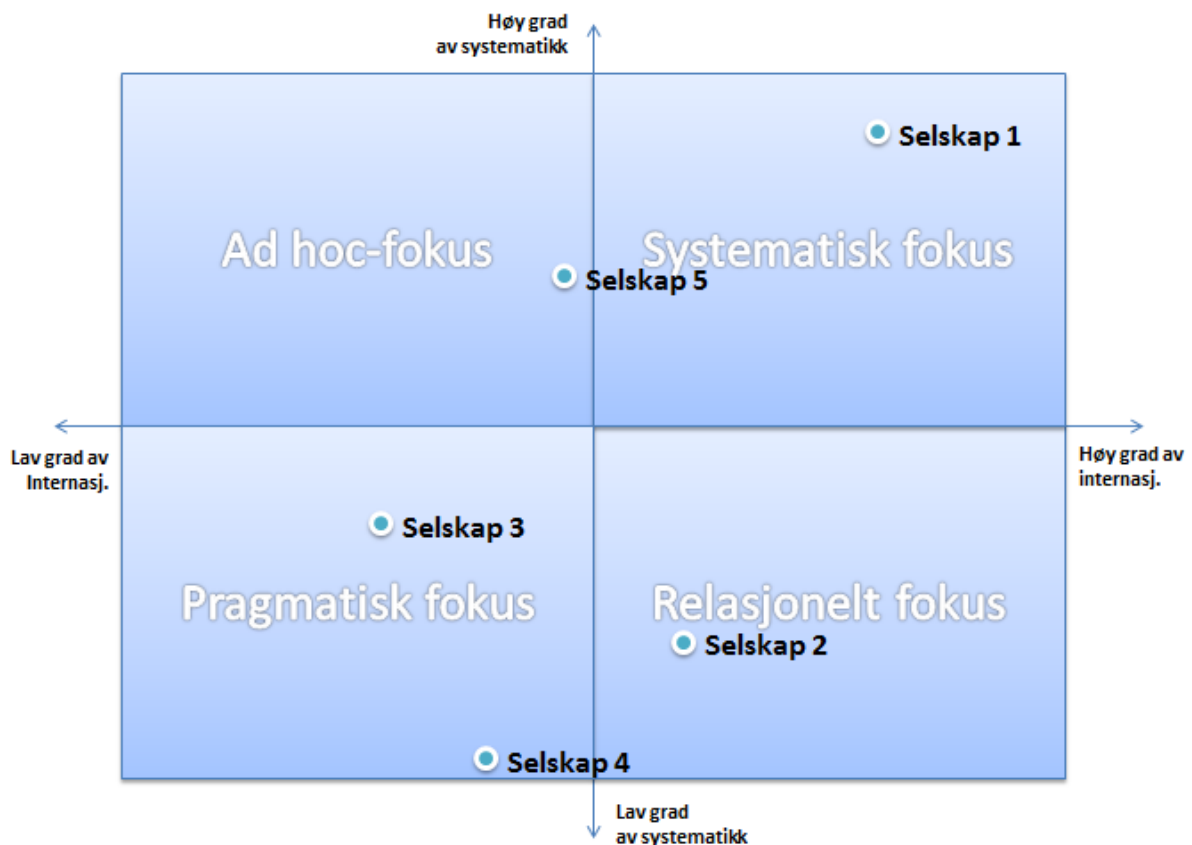 Høy grad
av systematikk
Selskap 1
Ad hoc-fokus
Systematisk fokus
Selskap 5
Lav grad av
Internasj.
Høy grad av
internasj.
Selskap 3
Pragmatisk fokus
Relasjonelt fokus
Selskap 2
Selskap 4
Lav grad
av systematikk